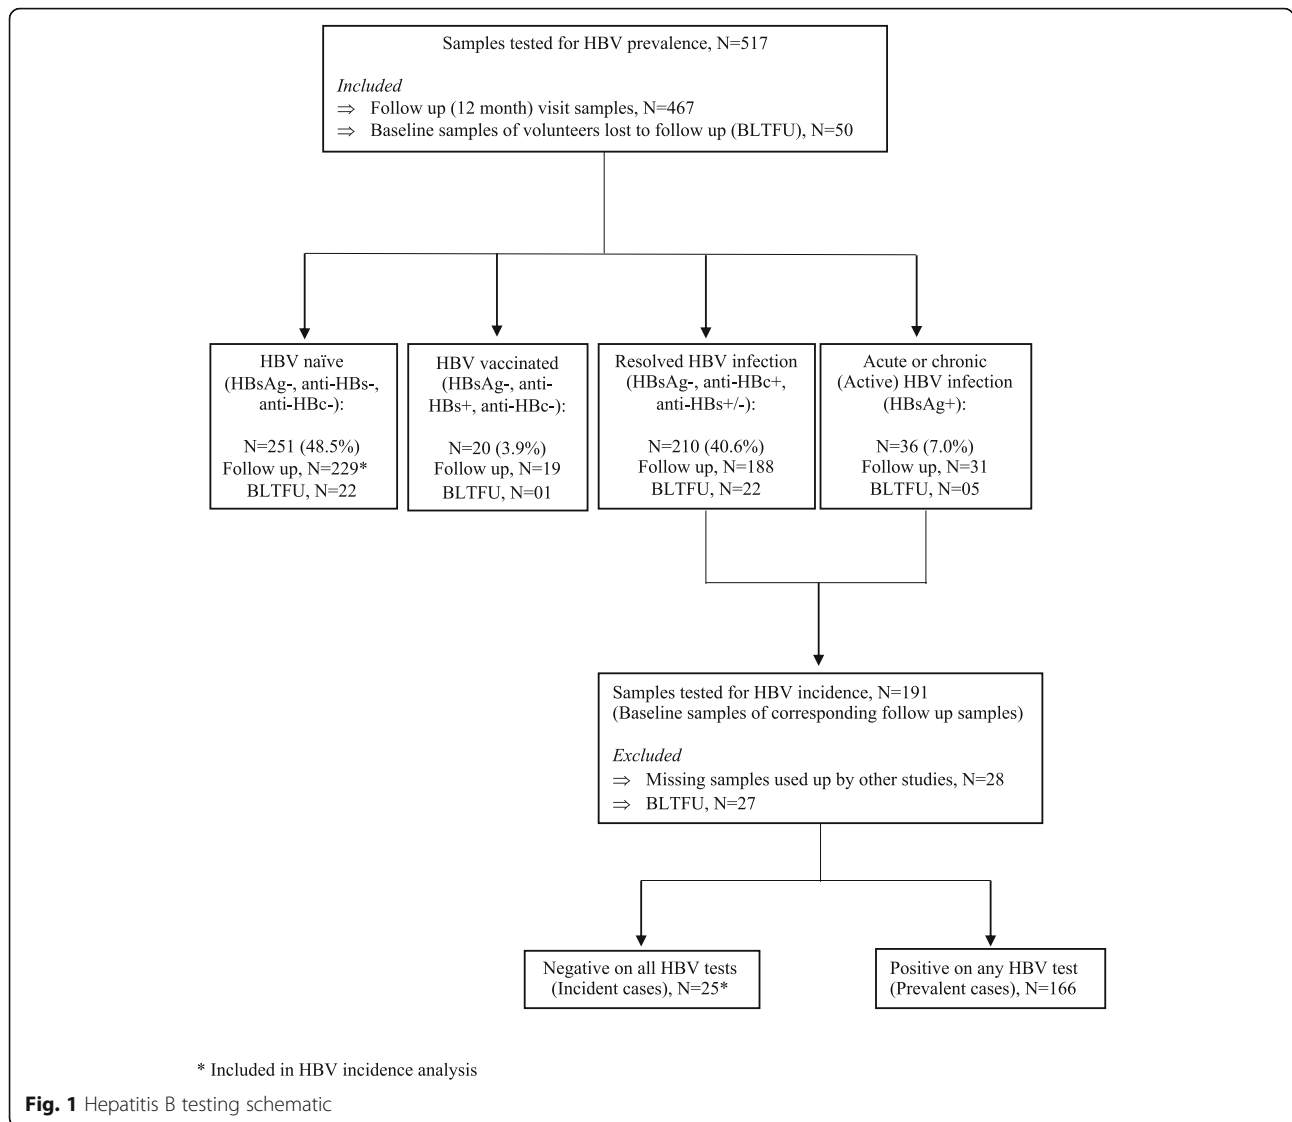 Samples tested for HBV prevalence, N=517
Included
⇒ Follow up (12 month) visit samples, N=467
⇒ Baseline samples of volunteers lost to follow up (BLTFU), N=50
HBV naïve
(HBsAg-, anti-HBs-,
anti-HBc-):
N=251 (48.5%)
Follow up, N=229*
BLTFU, N=22
HBV vaccinated
(HBsAg-, anti-
HBs+, anti-HBc-):
N=20 (3.9%)
Follow up, N=19
BLTFU, N=01
Resolved HBV infection
(HBsAg-, anti-HBc+,
anti-HBs+/-):
N=210 (40.6%)
Follow up, N=188
BLTFU, N=22
Acute or chronic
(Active) HBV infection
(HBsAg+):
N=36 (7.0%)
Follow up, N=31
BLTFU, N=05
Samples tested for HBV incidence, N=191
(Baseline samples of corresponding follow up samples)
Excluded
⇒ Missing samples used up by other studies, N=28
⇒ BLTFU, N=27
Negative on all HBV tests
(Incident cases), N=25*
Positive on any HBV test
(Prevalent cases), N=166
* Included in HBV incidence analysis
Fig. 1 Hepatitis B testing schematic